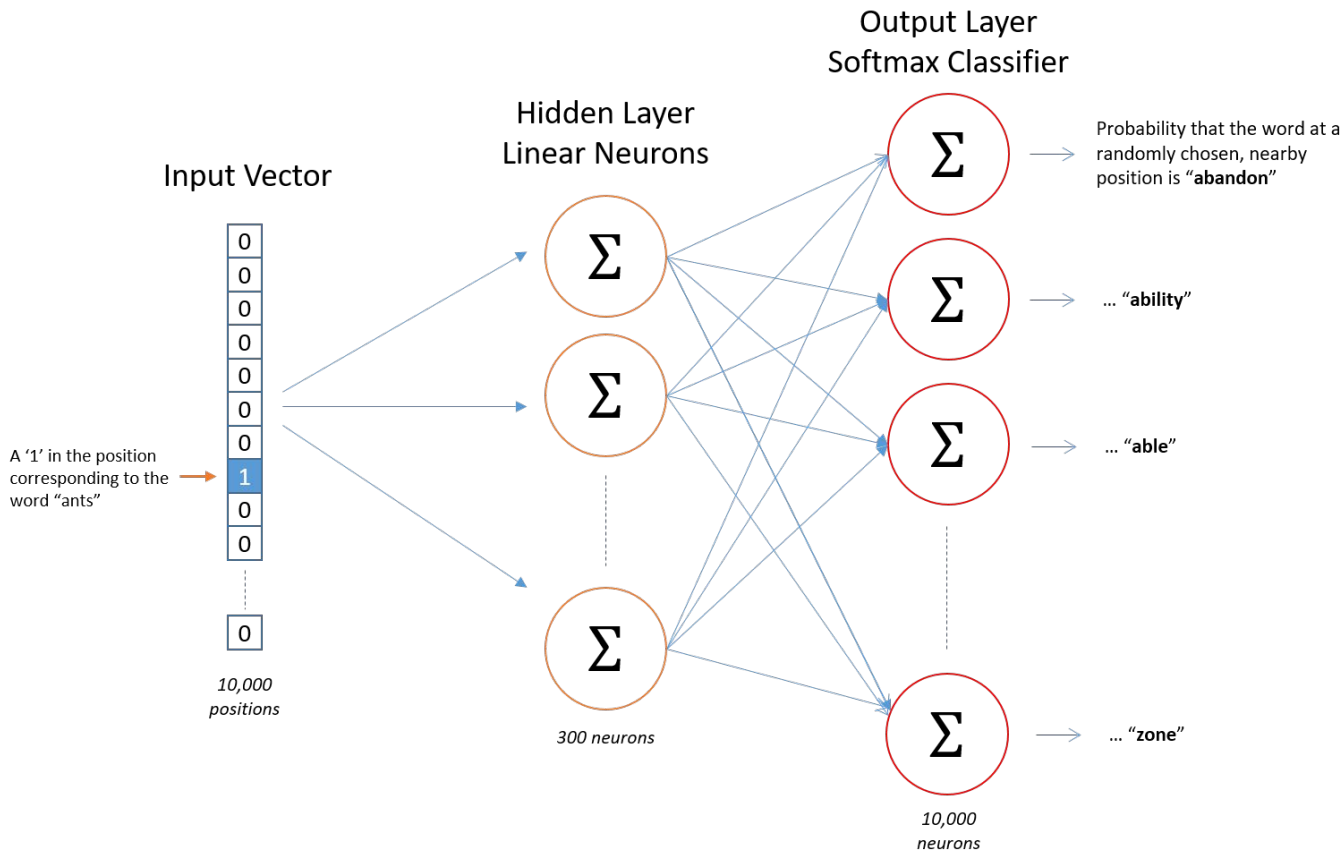 Output Layer
Softmax Classifier
Hidden Layer
Linear Neurons
Input Vector
0
0
0
0
0
0
0
1
0
0
0
A ‘1’ in the position
corresponding to the
word “ants”
10,000
positions
Σ
Σ
Σ
300 neurons
Σ
Σ
Σ
Σ
10,000
neurons
Probability that the word at a
randomly chosen, nearby
position is “abandon”
... “ability”
... “able”
... “zone”